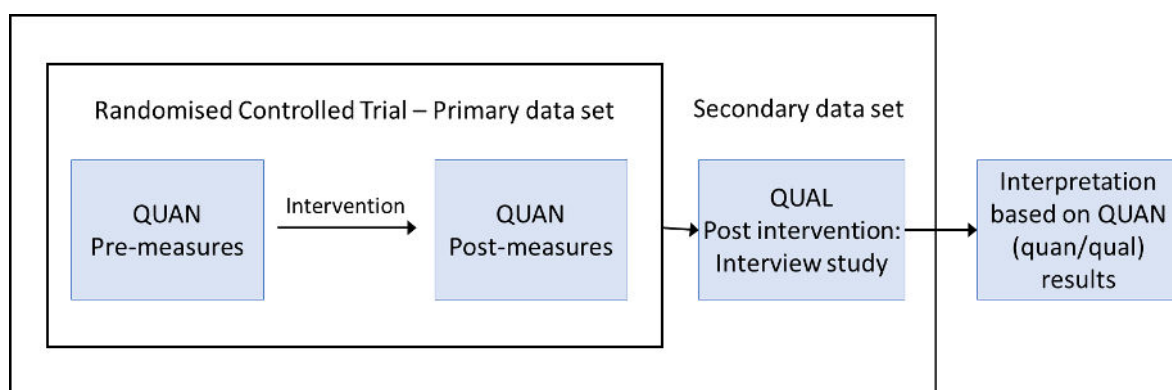 Randomised Controlled Trial – Primary data set
Secondary data set
QUAN
Pre-measures
Intervention
QUAN
Post-measures
QUAL
Post intervention:
Interview study
Interpretation
based on QUAN
(quan/qual)
results